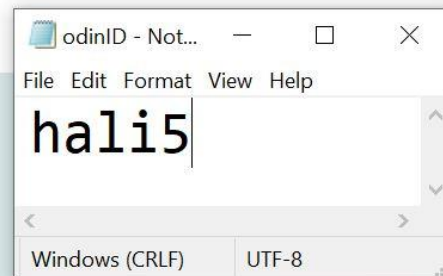 odinID - Not...
File Edit Format View Help
hali5
Windows (CRLF) UTF-8